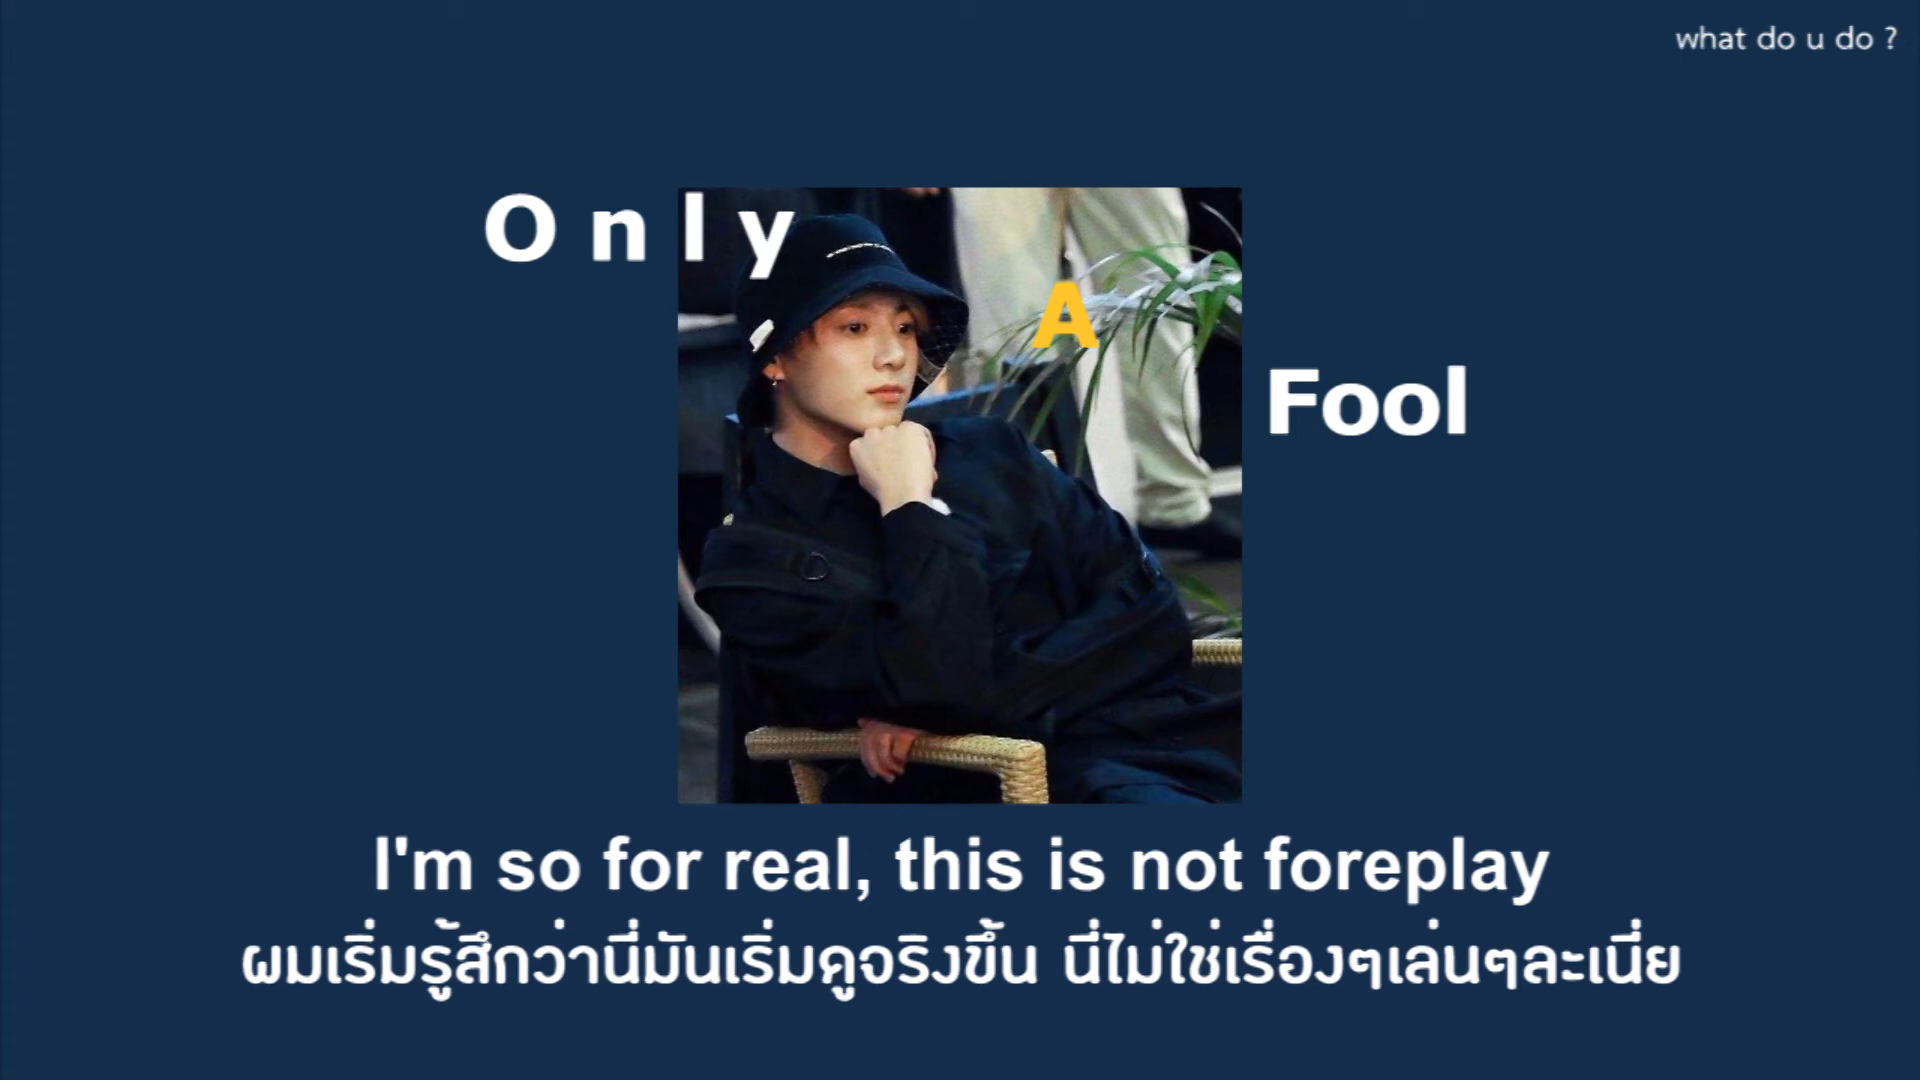 what do u do ?
O n l y
A
Fool
I'm so for real, this is not foreplay
ผมเริ่มรู้สึกว่านี่มันเริ่มดูจริงขึ้น นี่ไม่ใช่เรื่องๆเล่นๆละเนี่ย